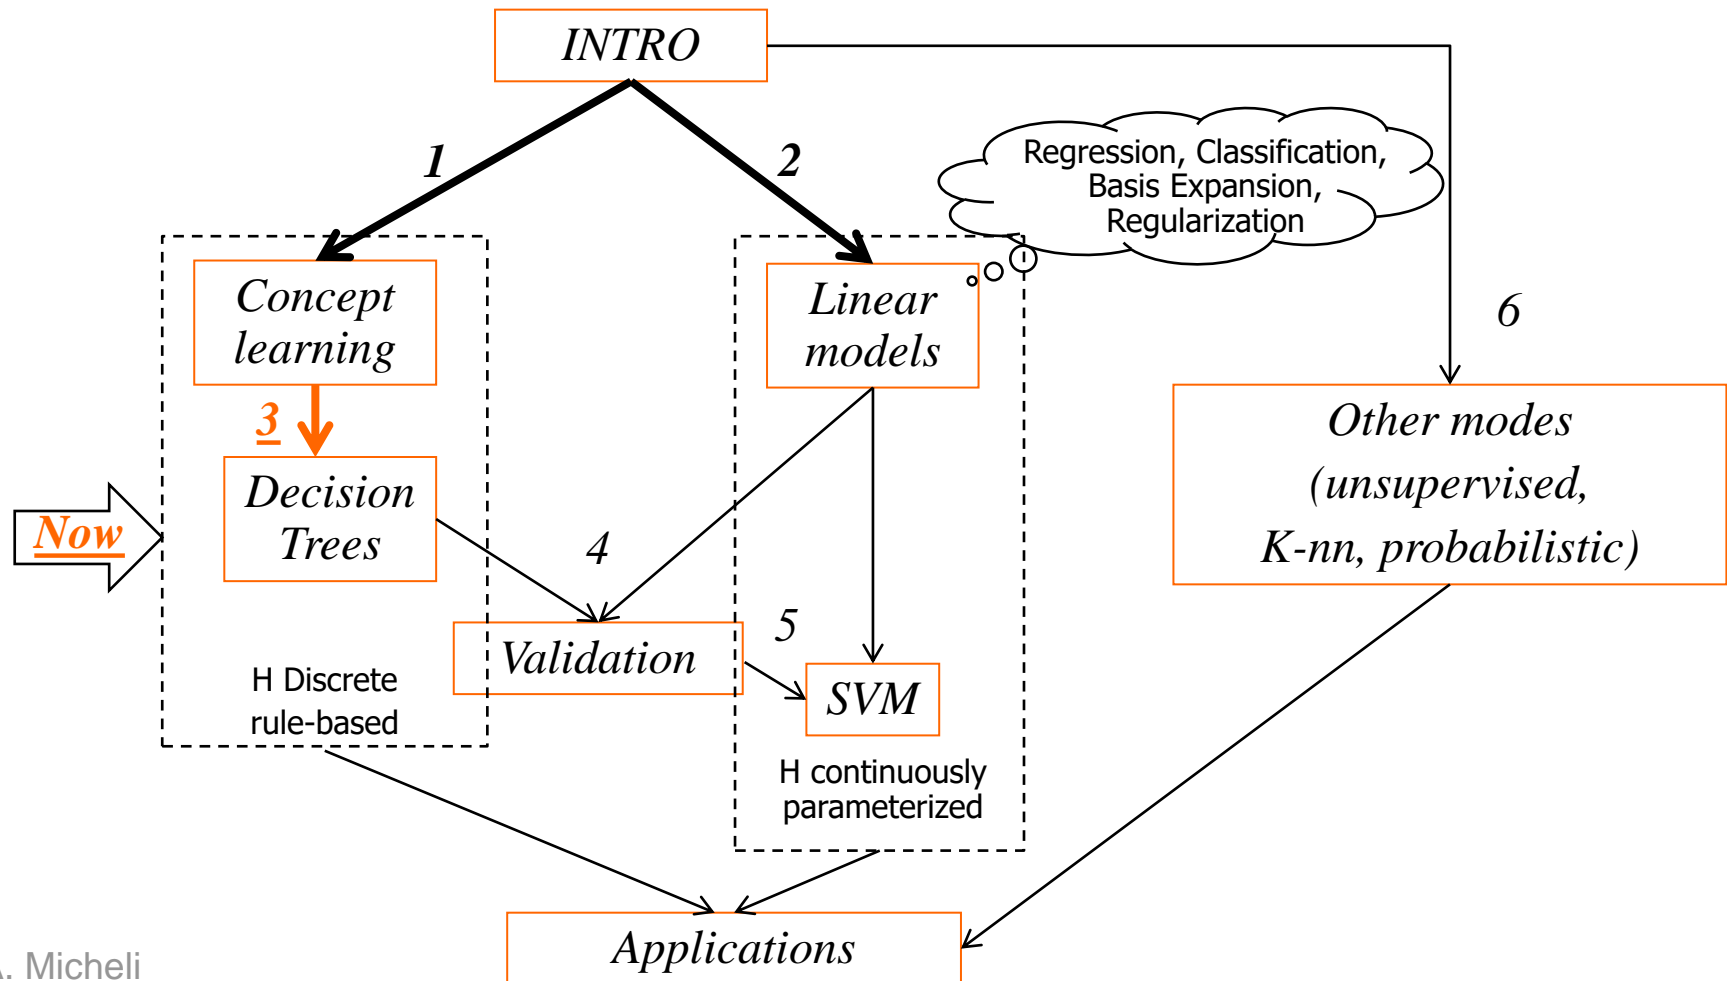 INTRO
1
2
Regression, Classification,
Basis Expansion,
Regularization
Concept
learning
Linear
models
6
3
Other modes
(unsupervised,
K-nn, probabilistic)
Decision
Trees
Now
4
5
Validation
SVM
H Discrete
rule-based
H continuously
parameterized
Applications
. Micheli